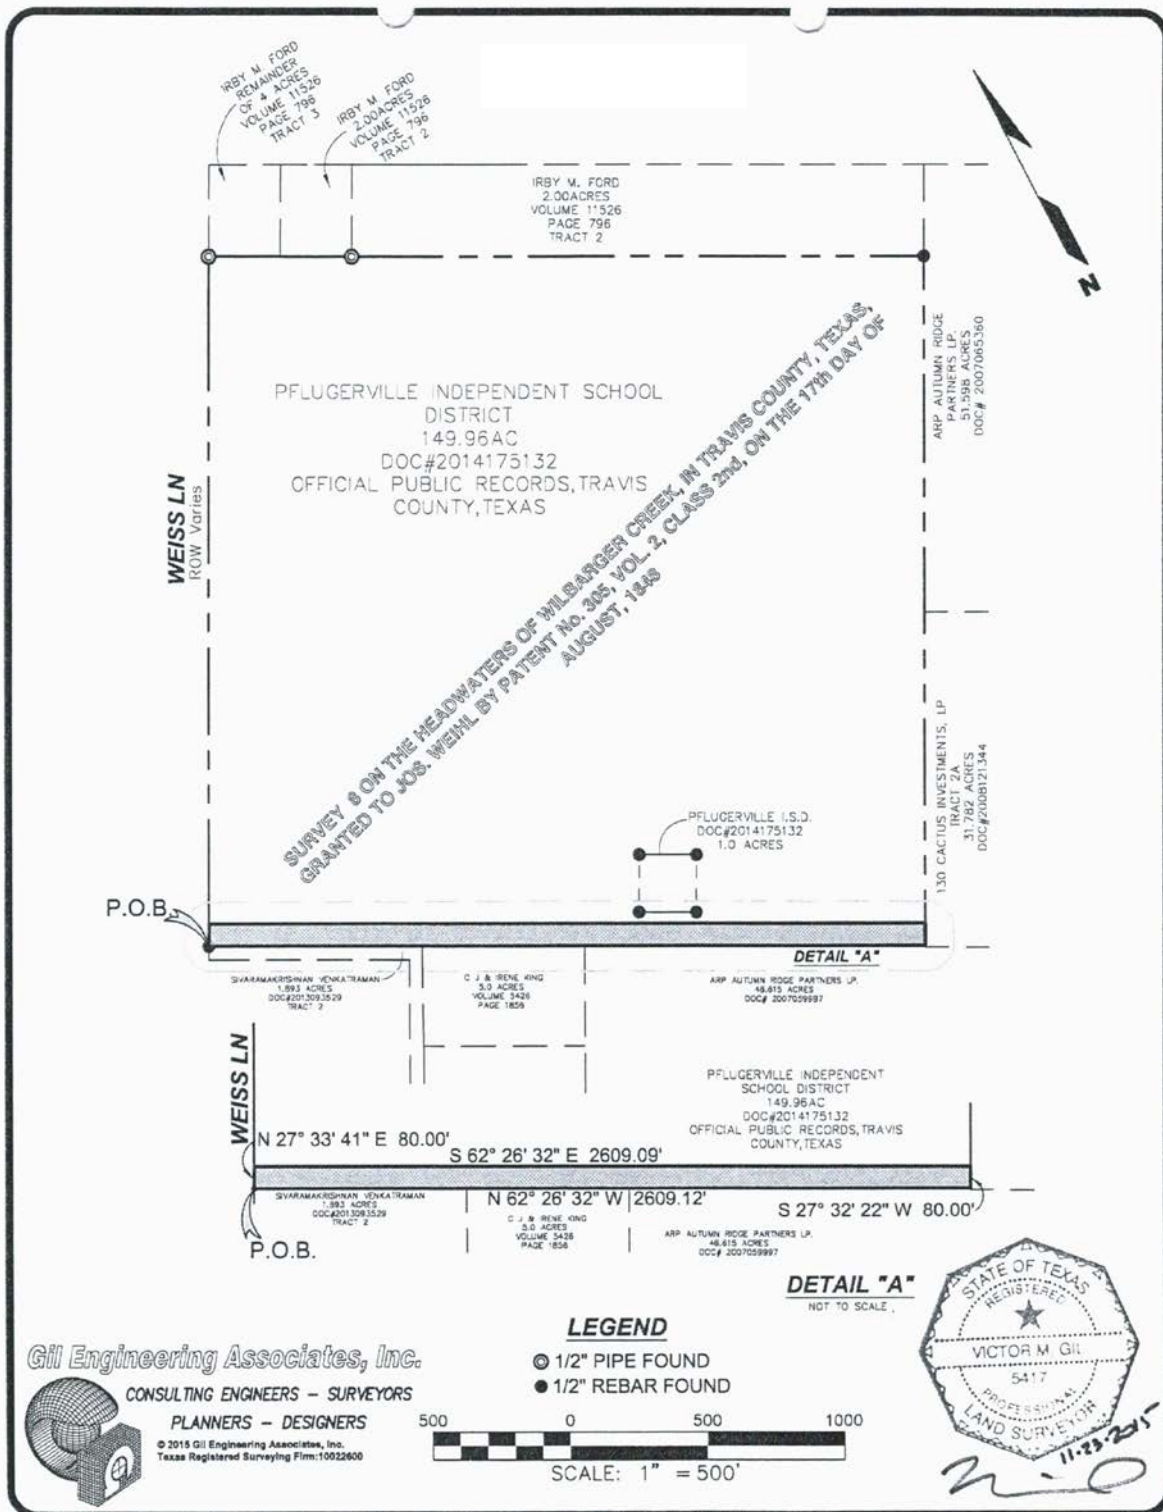 IRBY M. FORD
REMAINDER
OF 4 ACRES
VOLUME 11526
PAGE 796
TRACT 3
IRBY M. FORD
2.00ACRES
VOLUME 11526
PAGE 796
TRACT 2
IRBY M. FORD
2.00ACRES
VOLUME 11526
PAGE 796
TRACT 2
N
PFLUGERVILLE INDEPENDENT SCHOOL
DISTRICT
149.96AC
DOC#2014175132
OFFICIAL PUBLIC RECORDS,TRAVIS
COUNTY,TEXAS
WEISS LN
ROW Varies
SURVEY 8 ON THE HEADWATERS OF WILBARGER CREEK, IN TRAVIS COUNTY, TEXAS,
GRANTED TO JOS. WEIHL BY PATENT No. 305, VOL. 2, CLASS 2nd, ON THE 17th DAY OF
AUGUST, 1848
ARP AUTUMN RIDGE
PARTNERS LP.
51.598 ACRES
DOC# 2007065360
130 CACTUS INVESTMENTS, LP
TRACT 2A
31.782 ACRES
DOC#2008121344
PFLUGERVILLE I.S.D.
DOC#2014175132
1.0 ACRES
P.O.B.
DETAIL "A"
SIVARAMAKRISHNAN VENKATRAMAN
1.693 ACRES
DOC#2013093529
TRACT 2
C J & IRENE KING
5.0 ACRES
VOLUME 5426
PAGE 1856
ARP AUTUMN RIDGE PARTNERS LP.
46.615 ACRES
DOC# 2007059997
WEISS LN
PFLUGERVILLE INDEPENDENT
SCHOOL DISTRICT
149.96AC
DOC#2014175132
OFFICIAL PUBLIC RECORDS,TRAVIS
COUNTY,TEXAS
N 27° 33' 41" E 80.00'
S 62° 26' 32" E 2609.09'
N 62° 26' 32" W 2609.12'
S 27° 32' 22" W 80.00'
SIVARAMAKRISHNAN VENKATRAMAN
1.693 ACRES
DOC#2013093529
TRACT 2
C J & IRENE KING
5.0 ACRES
VOLUME 5426
PAGE 1856
ARP AUTUMN RIDGE PARTNERS LP.
46.615 ACRES
DOC# 2007059997
P.O.B.
DETAIL "A"
NOT TO SCALE
LEGEND
1/2" PIPE FOUND
1/2" REBAR FOUND
Gil Engineering Associates, Inc.
CONSULTING ENGINEERS – SURVEYORS
PLANNERS – DESIGNERS
© 2015 Gil Engineering Associates, Inc.
Texas Registered Surveying Firm:10022600
500 0 500 1000
SCALE: 1" = 500'
STATE OF TEXAS
REGISTERED
VICTOR M. GIL
5417
PROFESSIONAL
LAND SURVEYOR
11-23-2015